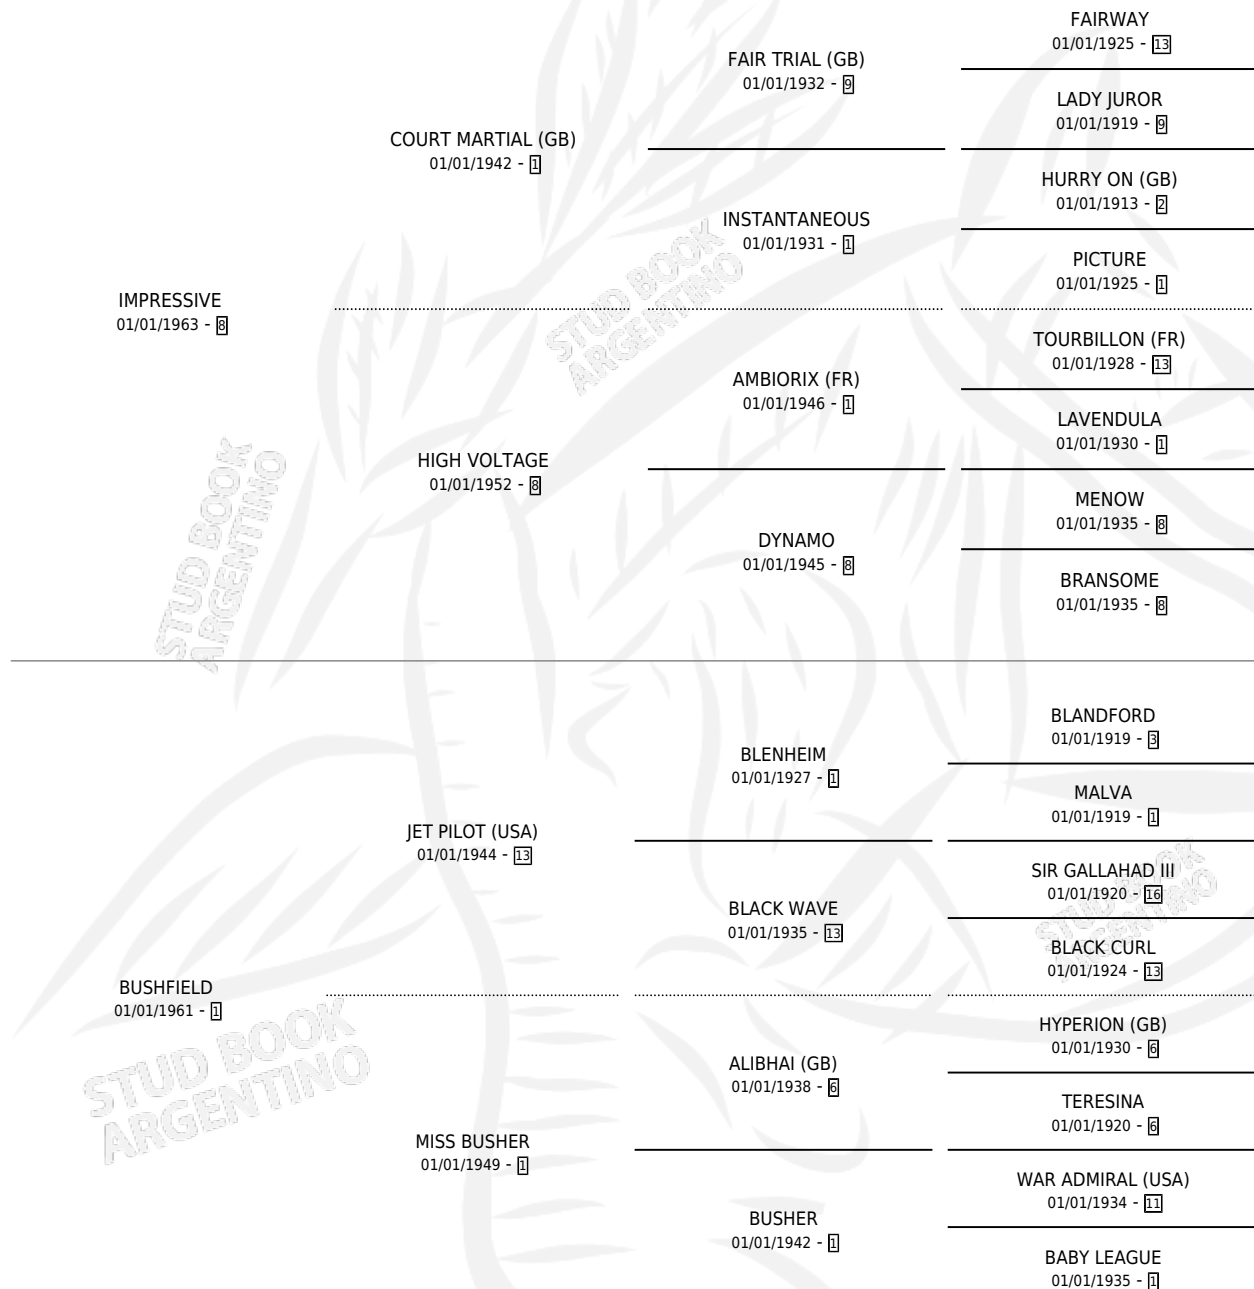 FAIRWAY
01/01/1925 - 13
FAIR TRIAL (GB)
01/01/1932 - 9
LADY JUROR
01/01/1919 - 9
COURT MARTIAL (GB)
01/01/1942 - 1
HURRY ON (GB)
01/01/1913 - 2
INSTANTANEOUS
01/01/1931 - 1
PICTURE
01/01/1925 - 1
IMPRESSIVE
01/01/1963 - 8
STUD BOOK
ARGENTINO
TOURBILLON (FR)
01/01/1928 - 13
AMBIORIX (FR)
01/01/1946 - 1
LAVENDULA
01/01/1930 - 1
HIGH VOLTAGE
01/01/1952 - 8
MENOW
01/01/1935 - 8
DYNAMO
01/01/1945 - 8
BRANSOME
01/01/1935 - 8
STUD BOOK
ARGENTINO
BLANDFORD
01/01/1919 - 3
BLENHEIM
01/01/1927 - 1
MALVA
01/01/1919 - 1
JET PILOT (USA)
01/01/1944 - 13
SIR GALLAHAD III
01/01/1920 - 16
BLACK WAVE
01/01/1935 - 13
BLACK CURL
01/01/1924 - 13
STUD BOOK
ARGENTINO
BUSHFIELD
01/01/1961 - 1
HYPERION (GB)
01/01/1930 - 6
ALIBHAI (GB)
01/01/1938 - 6
TERESINA
01/01/1920 - 6
STUD BOOK
ARGENTINO
MISS BUSHER
01/01/1949 - 1
WAR ADMIRAL (USA)
01/01/1934 - 11
BUSHER
01/01/1942 - 1
BABY LEAGUE
01/01/1935 - 1